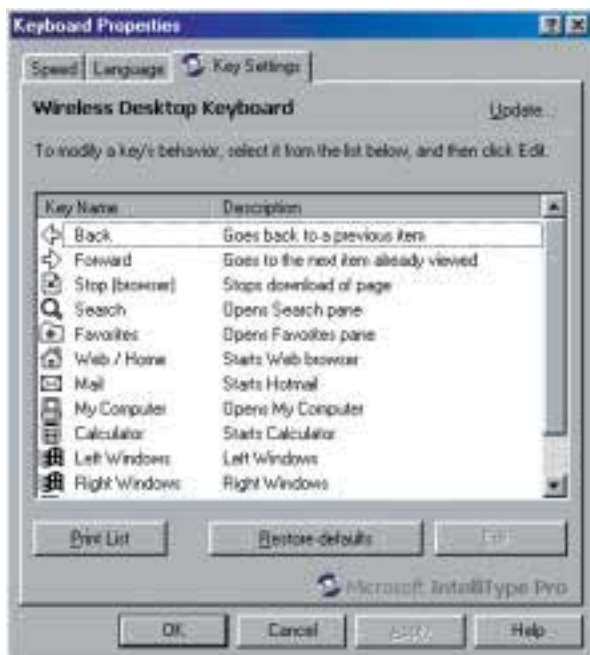 Keyboard Properties
Speed Language Key Settings
Wireless Desktop Keyboard Update...
To modify a key's behavior, select it from the list below, and then click Edit.
Key Name Description
Back Goes back to a previous item
Forward Goes to the next item already viewed
Stop (browser) Stops download of page
Search Opens Search pane
Favorites Opens Favorites pane
Web / Home Starts Web browser
Mail Starts Hotmail
My Computer Opens My Computer
Calculator Starts Calculator
Left Windows Left Windows
Right Windows Right Windows
Print List Restore defaults Edit...
Microsoft IntelliType Pro
OK Cancel Apply Help